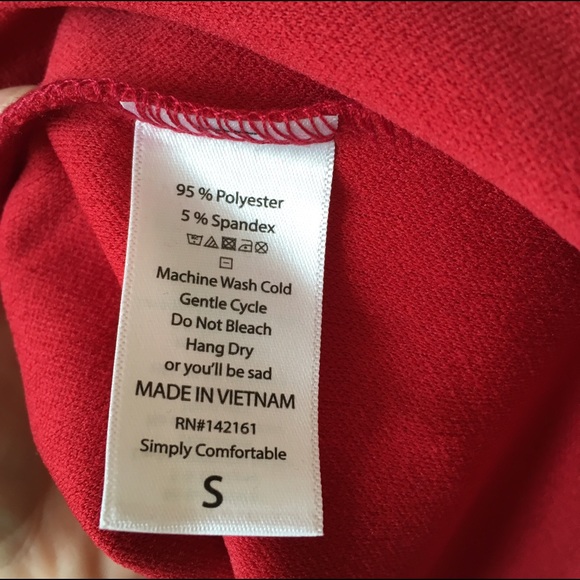 95 % Polyester
5 % Spandex
Machine Wash Cold
Gentle Cycle
Do Not Bleach
Hang Dry
or you'll be sad
MADE IN VIETNAM
RN#142161
Simply Comfortable
S